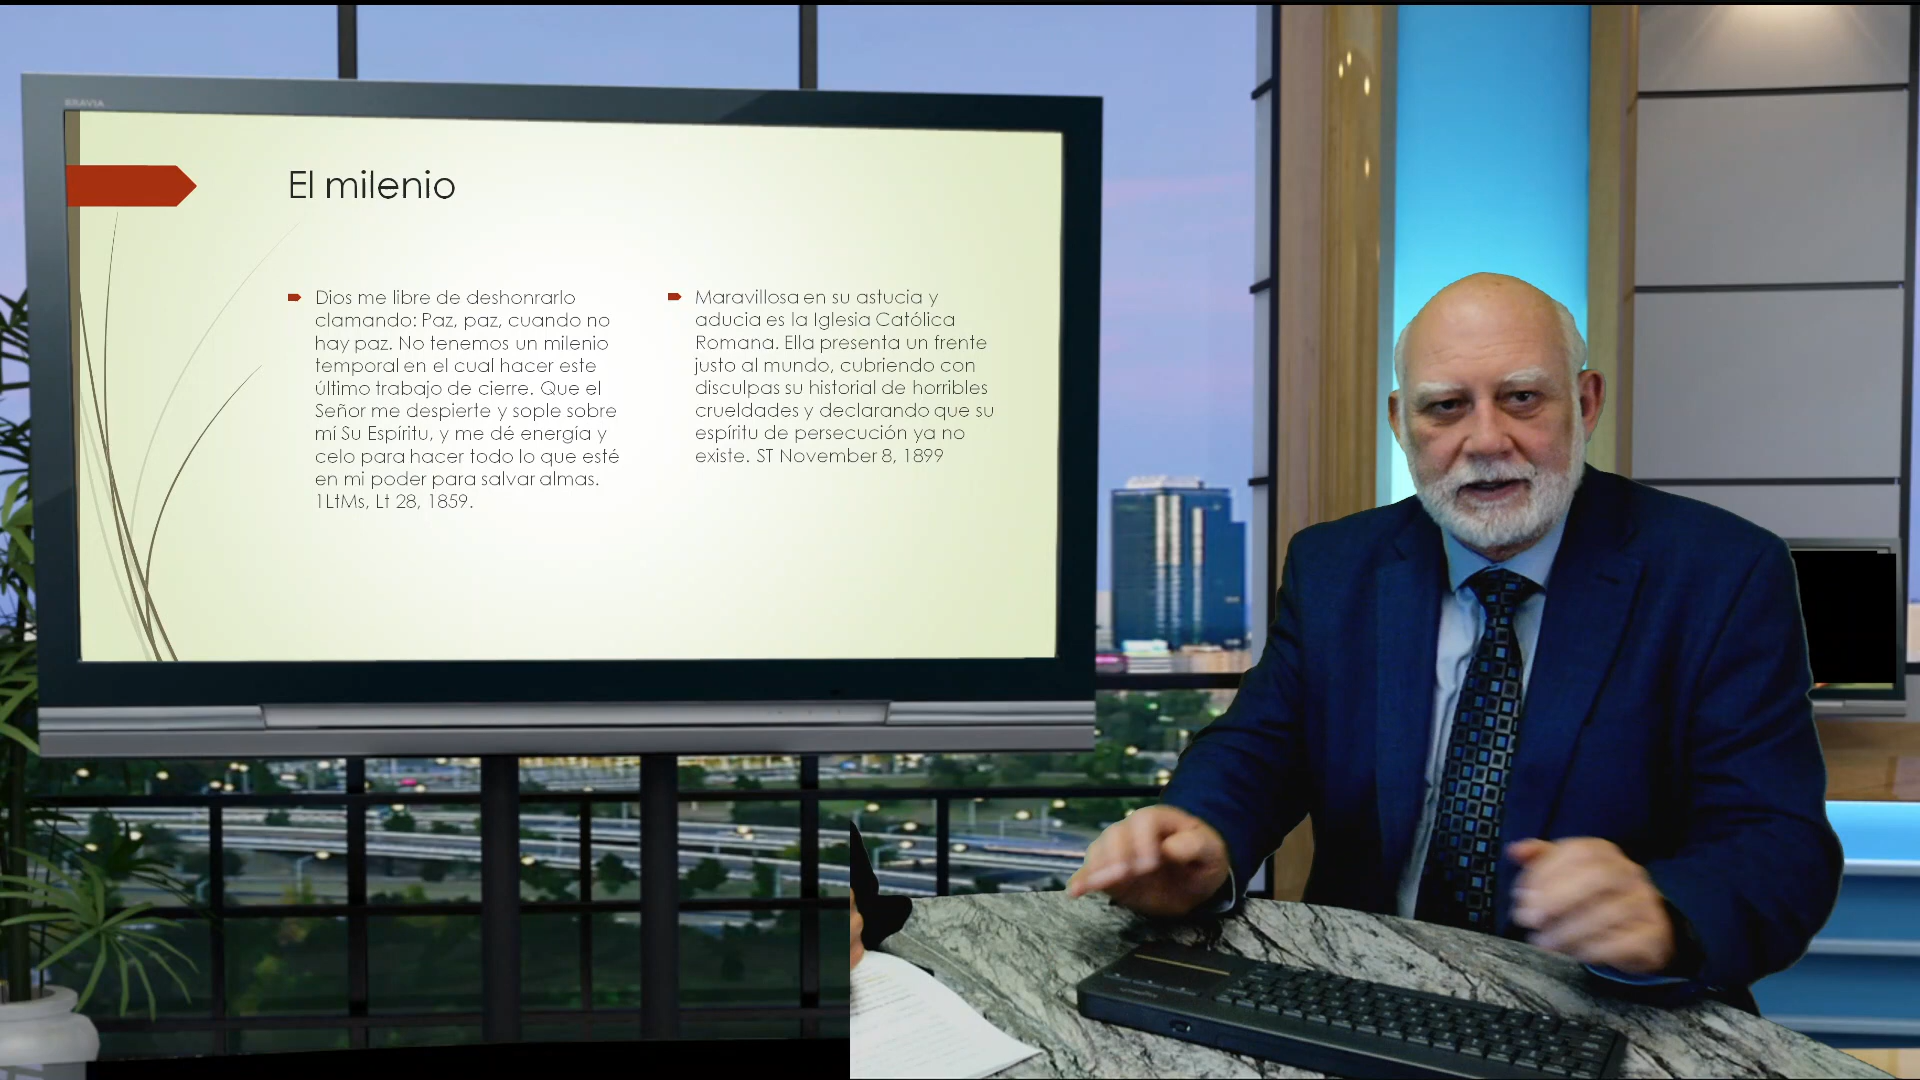 BRAVIA
El milenio
Dios me libre de deshonrarlo
clamando: Paz, paz, cuando no
hay paz. No tenemos un milenio
temporal en el cual hacer este
último trabajo de cierre. Que el
Señor me despierte y sople sobre
mí Su Espíritu, y me dé energía y
celo para hacer todo lo que esté
en mi poder para salvar almas.
1LtMs, Lt 28, 1859.
Maravillosa en su astucia y
aducia es la Iglesia Católica
Romana. Ella presenta un frente
justo al mundo, cubriendo con
disculpas su historial de horribles
crueldades y declarando que su
espíritu de persecución ya no
existe. ST November 8, 1899